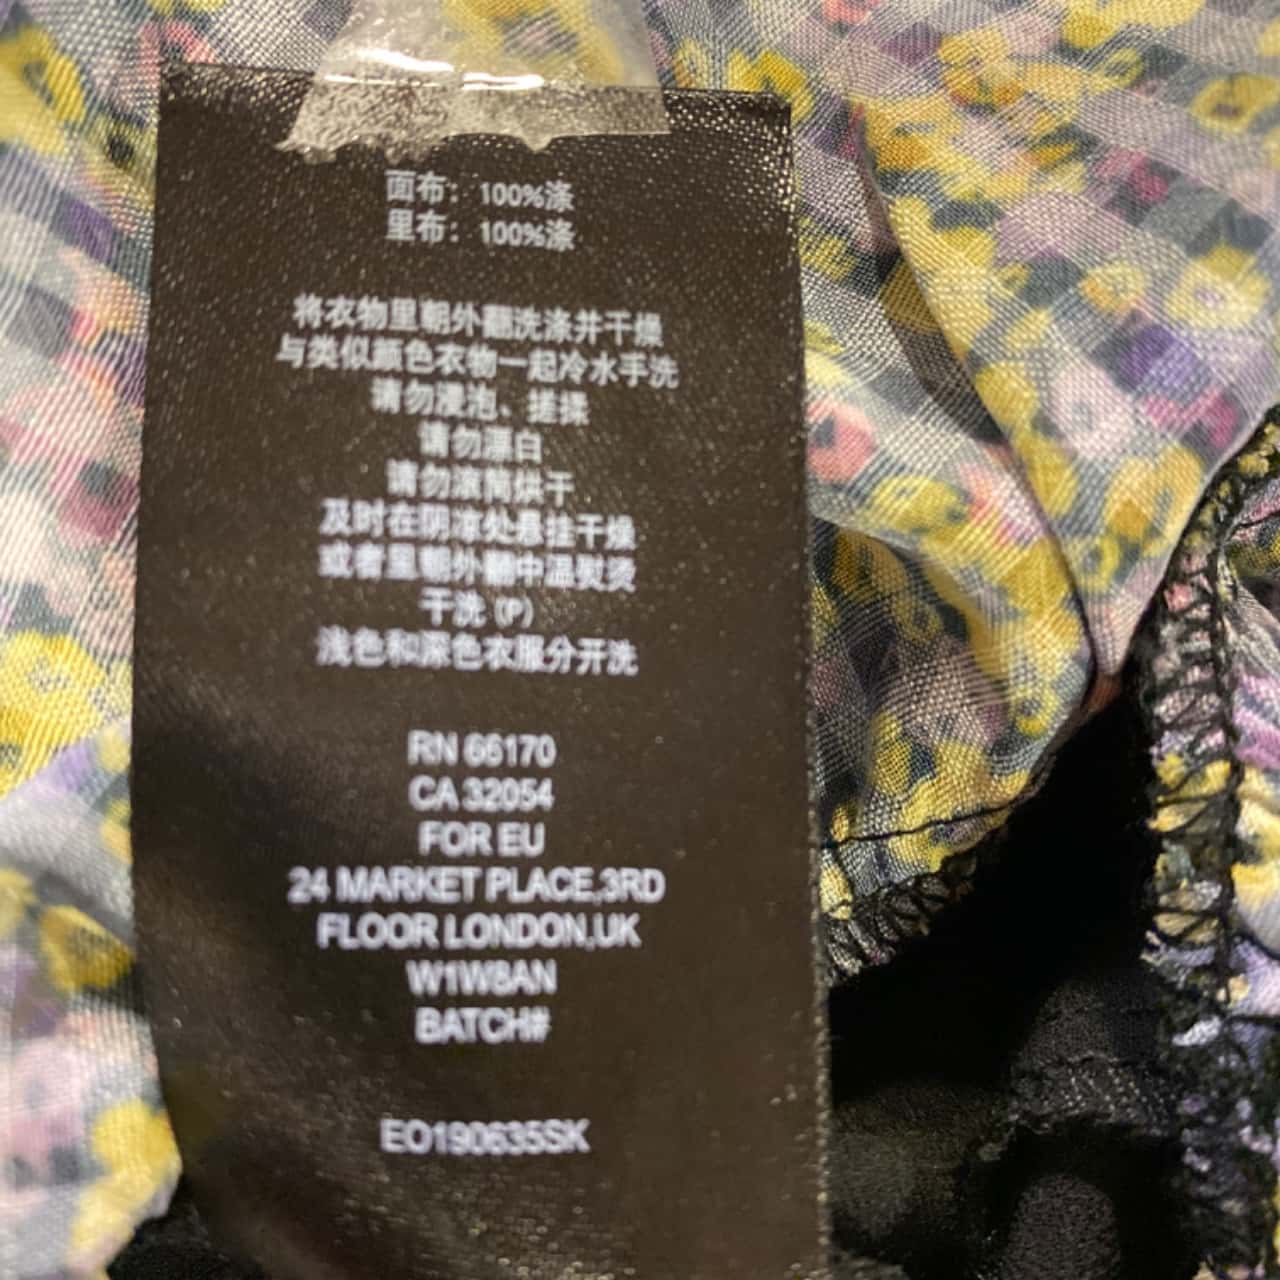 面布：100%涤
里布：100%涤
将衣物里朝外翻洗涤并干燥
与类似颜色衣物一起冷水手洗
请勿浸泡、搓揉
请勿漂白
请勿滚筒烘干
及时在阴凉处悬挂干燥
或者里朝外翻中温熨烫
干洗 (P)
浅色和深色衣服分开洗
RN 66170
CA 32054
FOR EU
24 MARKET PLACE,3RD
FLOOR LONDON,UK
W1W8AN
BATCH#
EO190635SK